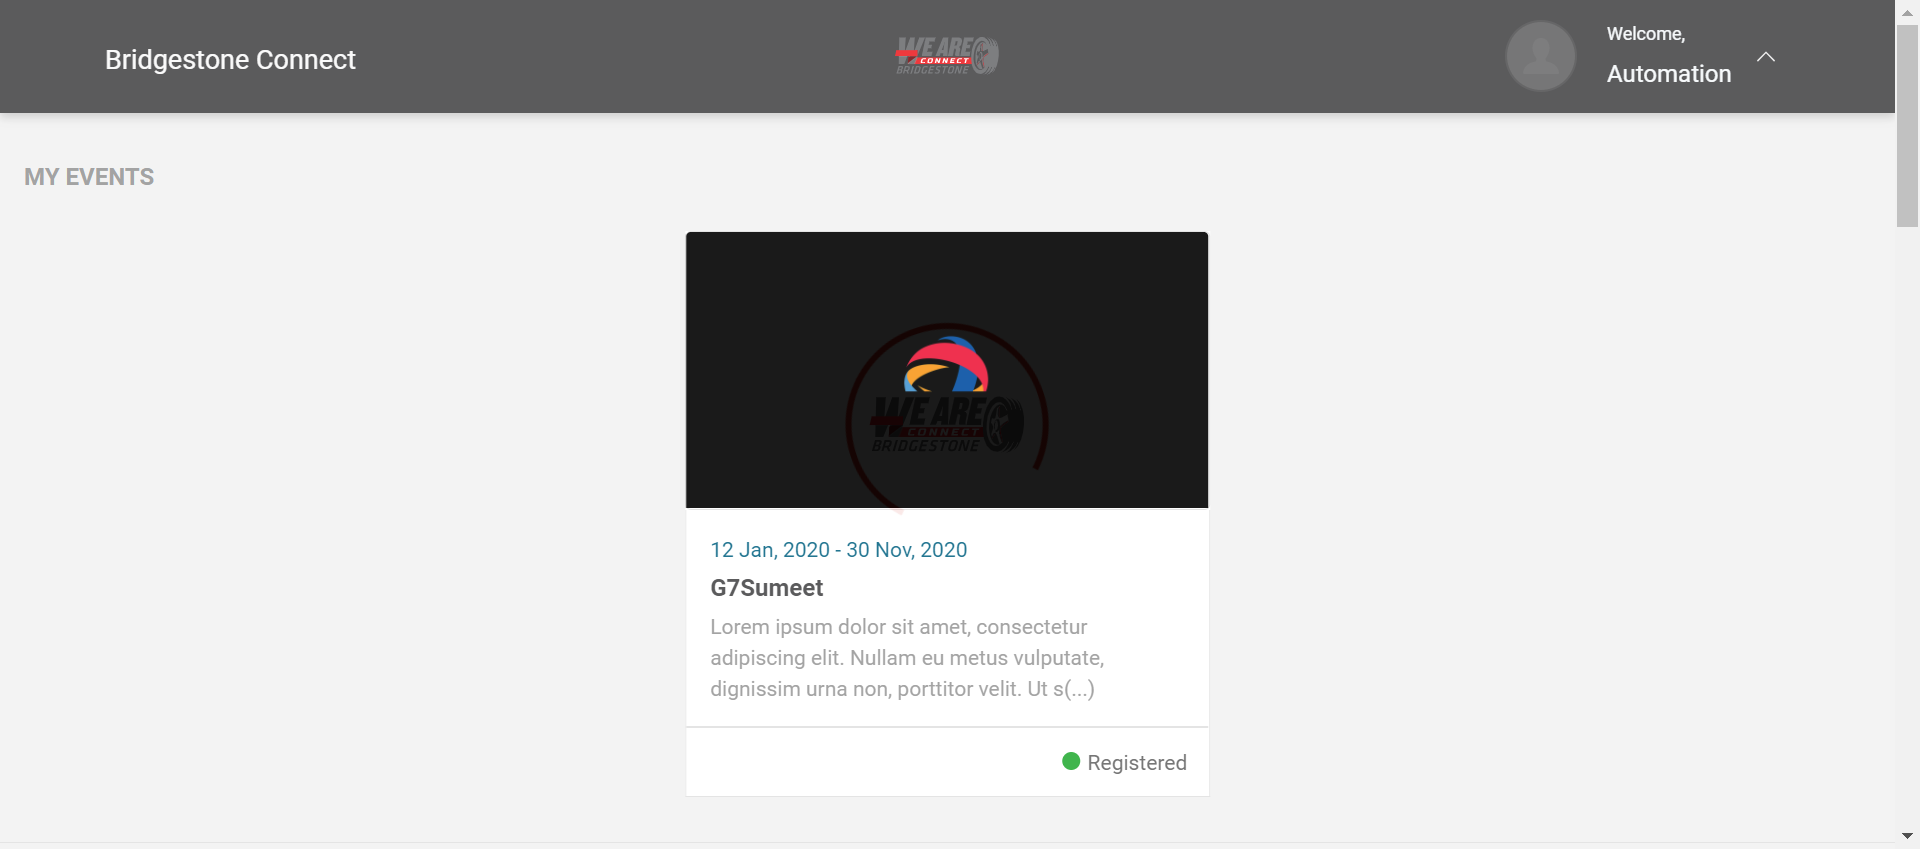 Bridgestone Connect
WE ARE
CONNECT
BRIDGESTONE
Welcome,
Automation
MY EVENTS
WE ARE
CONNECT
BRIDGESTONE
12 Jan, 2020 - 30 Nov, 2020
G7Sumeet
Lorem ipsum dolor sit amet, consectetur
adipiscing elit. Nullam eu metus vulputate,
dignissim urna non, porttitor velit. Ut s(...)
Registered